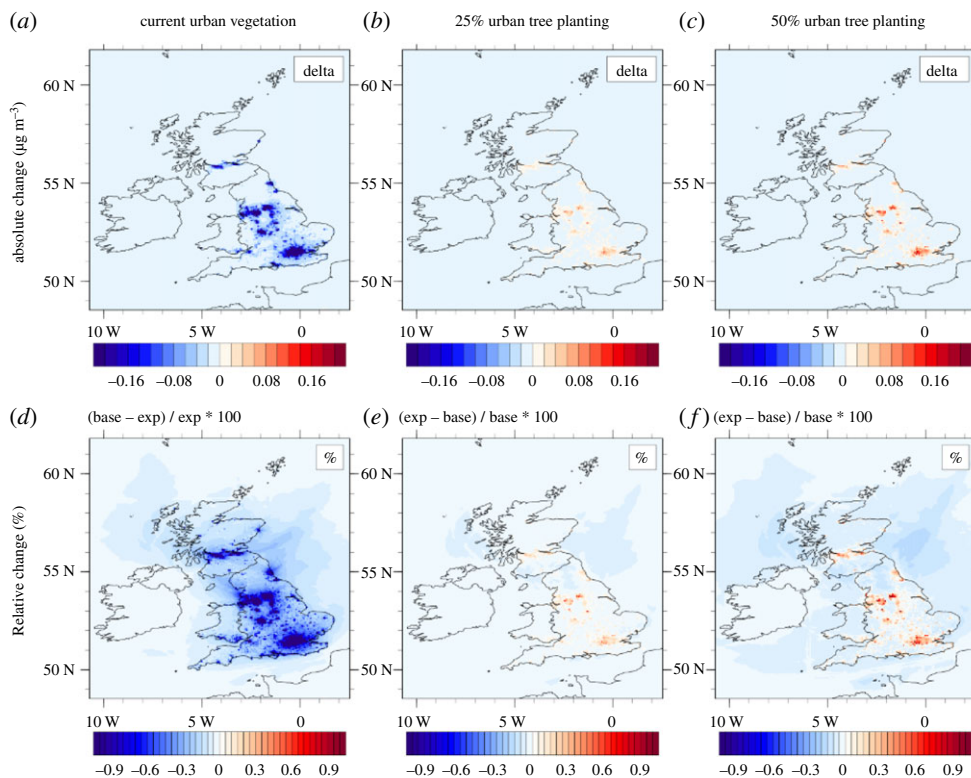 (a) current urban vegetation (b) 25% urban tree planting (c) 50% urban tree planting
delta delta delta
absolute change (µg m⁻³)
60 N 60 N 60 N
55 N 55 N 55 N
50 N 50 N 50 N
10 W 5 W 0 10 W 5 W 0 10 W 5 W 0
−0.16 −0.08 0 0.08 0.16 −0.16 −0.08 0 0.08 0.16 −0.16 −0.08 0 0.08 0.16
(d) (base – exp) / exp * 100 (e) (exp – base) / base * 100 (f) (exp – base) / base * 100
% % %
Relative change (%)
60 N 60 N 60 N
55 N 55 N 55 N
50 N 50 N 50 N
10 W 5 W 0 10 W 5 W 0 10 W 5 W 0
−0.9 −0.6 −0.3 0 0.3 0.6 0.9 −0.9 −0.6 −0.3 0 0.3 0.6 0.9 −0.9 −0.6 −0.3 0 0.3 0.6 0.9